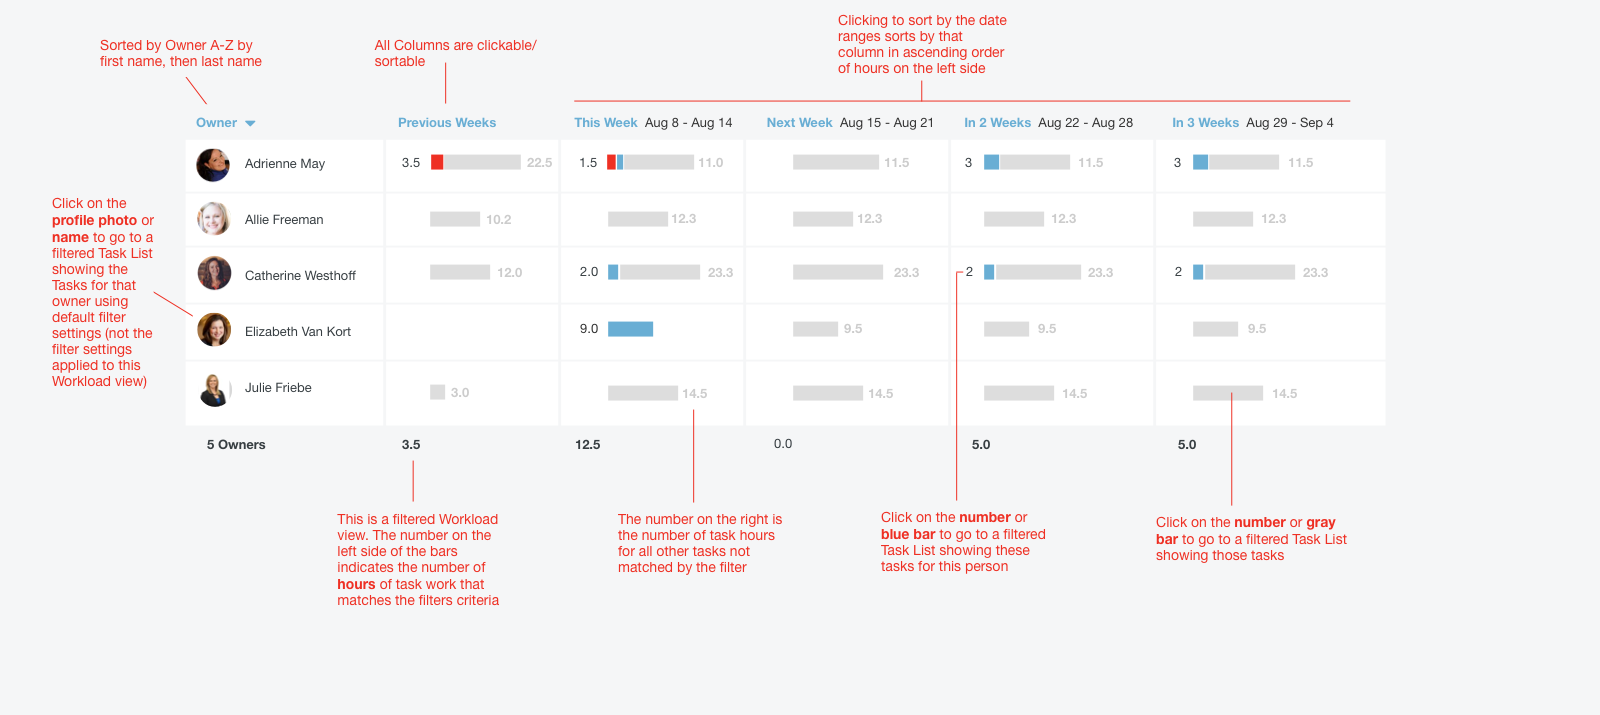 Clicking to sort by the date
ranges sorts by that
column in ascending order
of hours on the left side
Sorted by Owner A-Z by
first name, then last name
All Columns are clickable/
sortable
Owner Previous Weeks This Week Aug 8 - Aug 14 Next Week Aug 15 - Aug 21 In 2 Weeks Aug 22 - Aug 28 In 3 Weeks Aug 29 - Sep 4
Adrienne May 3.5 22.5 1.5 11.0 11.5 3 11.5 3 11.5
Allie Freeman 10.2 12.3 12.3 12.3 12.3
Catherine Westhoff 12.0 2.0 23.3 23.3 2 23.3 2 23.3
Elizabeth Van Kort 9.0 9.5 9.5 9.5
Julie Friebe 3.0 14.5 14.5 14.5 14.5
5 Owners 3.5 12.5 0.0 5.0 5.0
Click on the
profile photo or
name to go to a
filtered Task List
showing the
Tasks for that
owner using
default filter
settings (not the
filter settings
applied to this
Workload view)
This is a filtered Workload
view. The number on the
left side of the bars
indicates the number of
hours of task work that
matches the filters criteria
The number on the right is
the number of task hours
for all other tasks not
matched by the filter
Click on the number or
blue bar to go to a filtered
Task List showing these
tasks for this person
Click on the number or gray
bar to go to a filtered Task List
showing those tasks